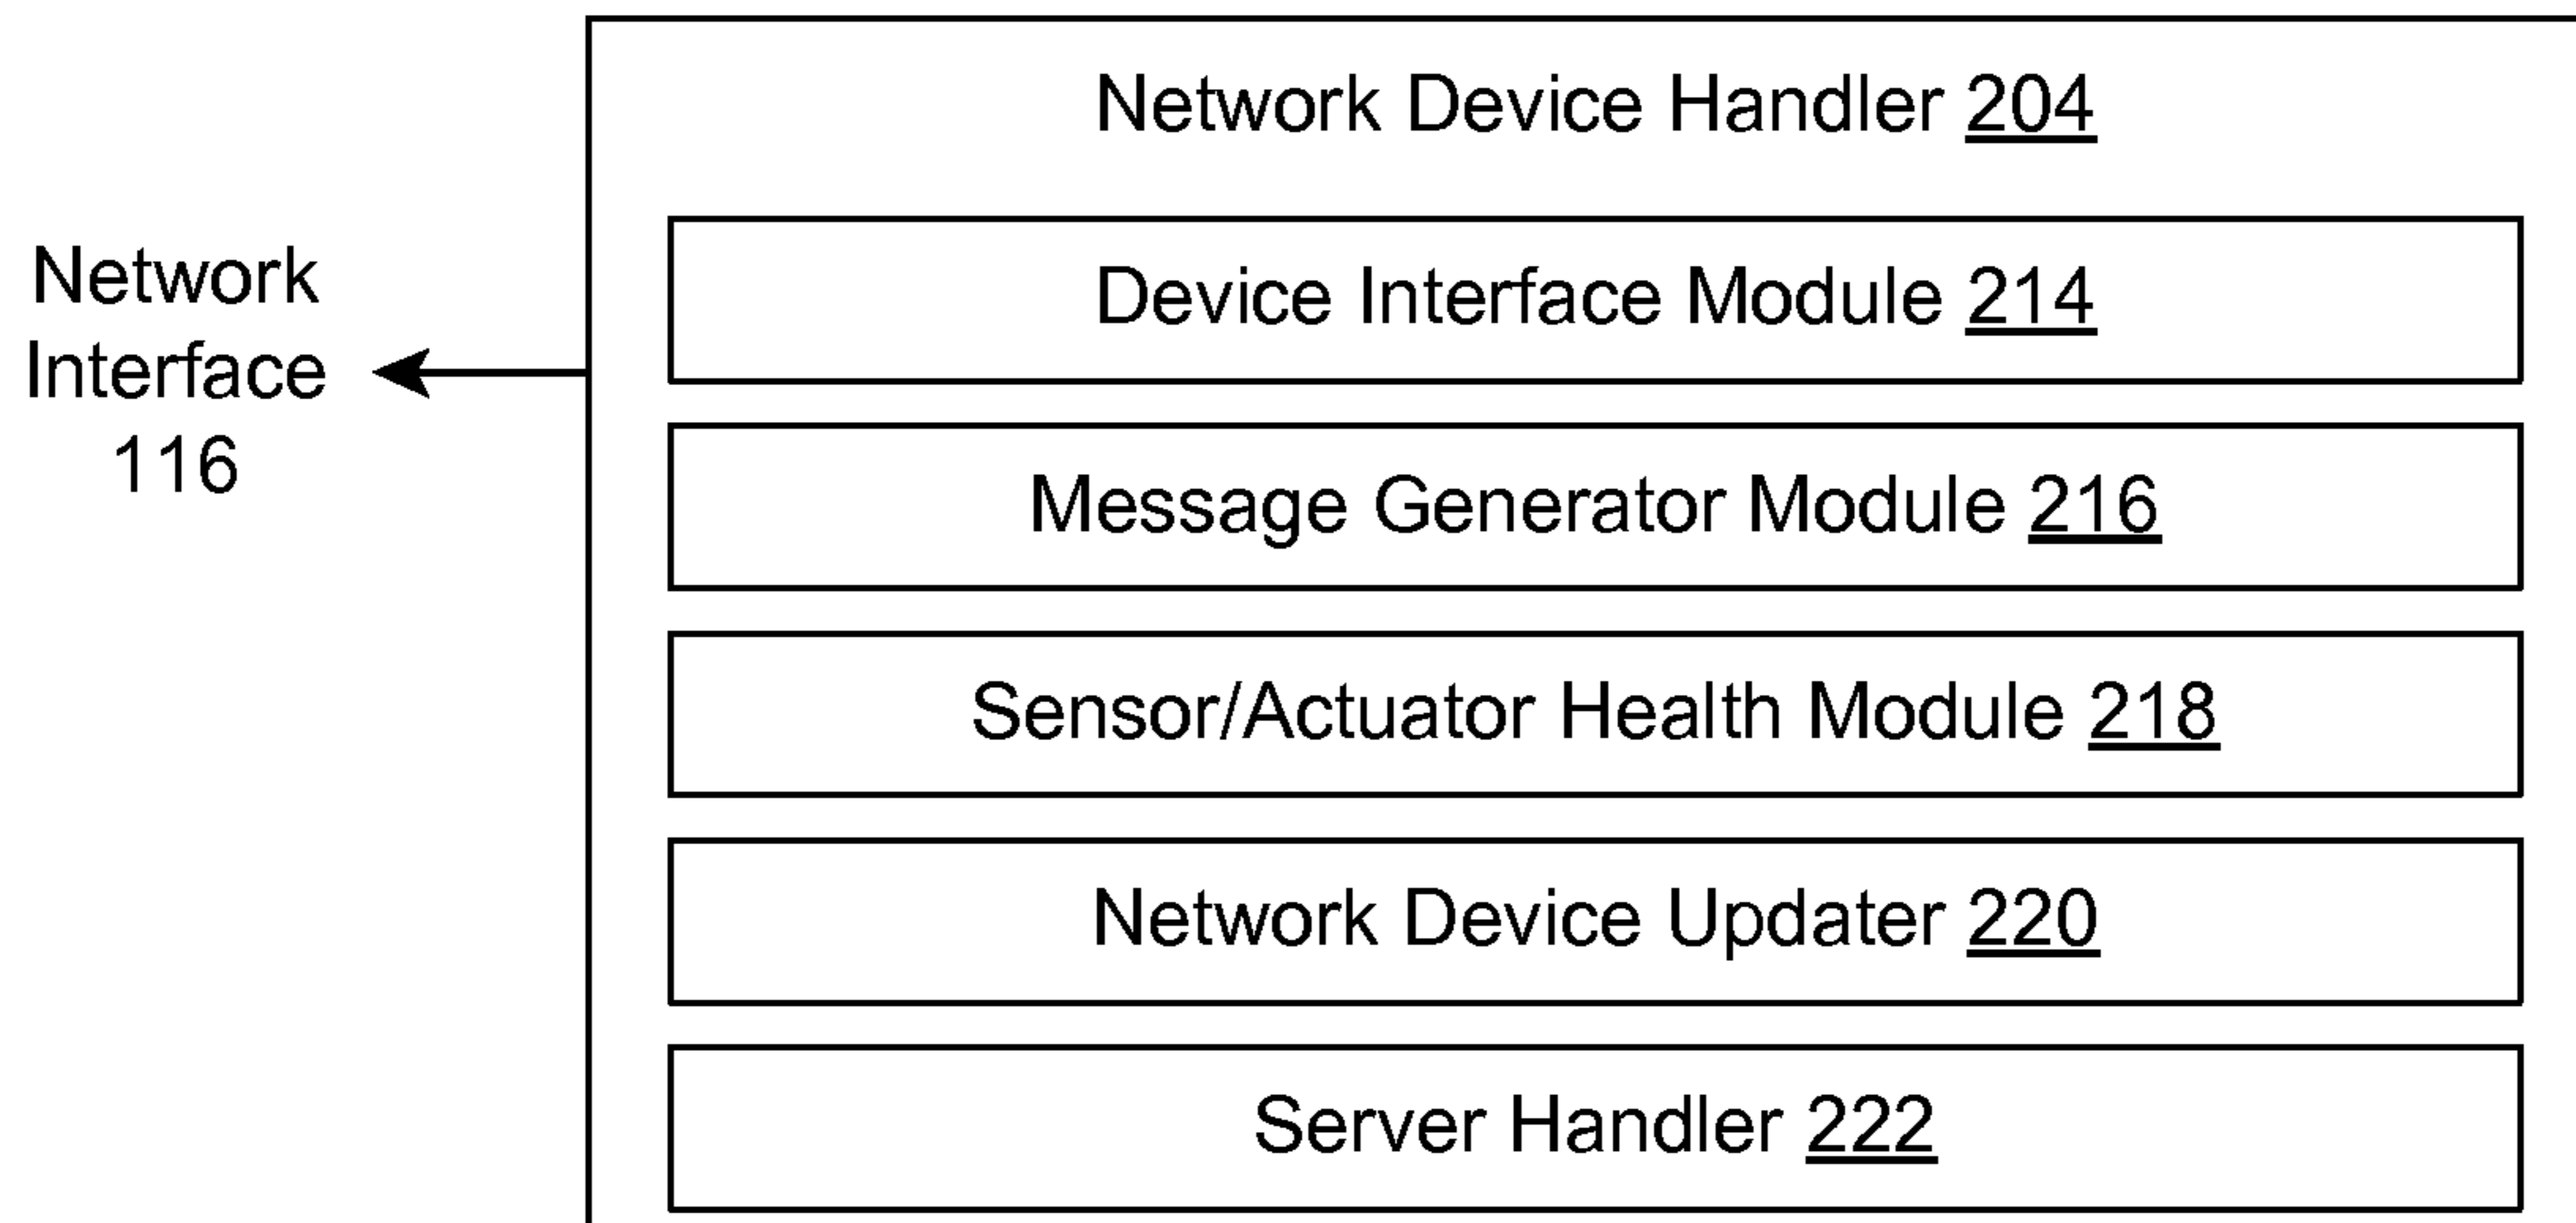 Network Device Handler 204
Network
Interface
116
Device Interface Module 214
Message Generator Module 216
Sensor/Actuator Health Module 218
Network Device Updater 220
Server Handler 222